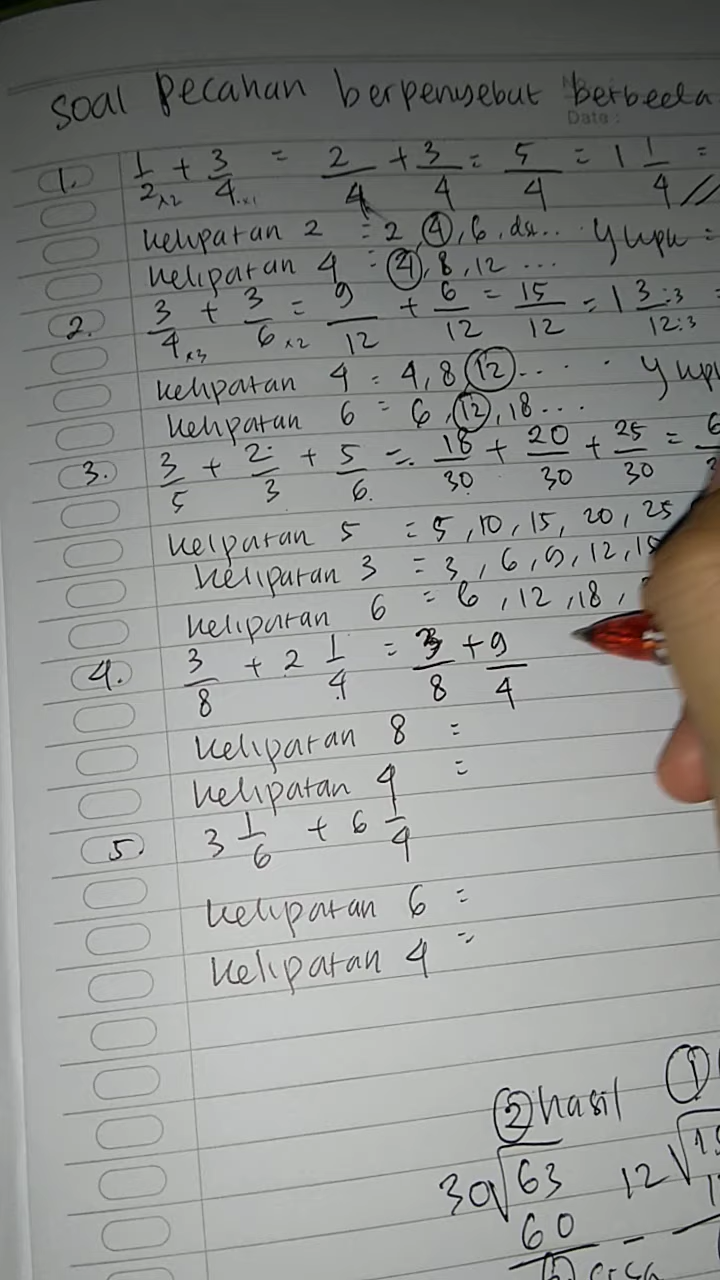 soal pecahan berpenyebut berbeda
Date:
1. 1/2 ×2 + 3/4 ×1 = 2/4 + 3/4 = 5/4 = 1 1/4 =
kelipatan 2 = 2, 4, 6, dst.. yupu =
kelipatan 4 = 4, 8, 12 ...
2. 3/4 ×3 + 3/6 ×2 = 9/12 + 6/12 = 15/12 = 1 3:3/12:3 =
kelipatan 4 = 4, 8, 12 ....
kelipatan 6 = 6, 12, 18 ...
3. 3/5 + 2/3 + 5/6 = 18/30 + 20/30 + 25/30 =
kelipatan 5 = 5, 10, 15, 20, 25
kelipatan 3 = 3, 6, 9, 12, 15
kelipatan 6 = 6, 12, 18,
4. 3/8 + 2 1/4 = 3/8 + 9/4
kelipatan 8 =
kelipatan 4 =
5. 3 1/6 + 6 1/4
kelipatan 6 =
kelipatan 4 =
② hasil ①
30√63 12√
60 -